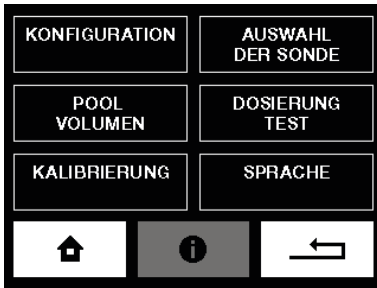 KONFIGURATION
AUSWAHL
DER SONDE
POOL
VOLUMEN
DOSIERUNG
TEST
KALIBRIERUNG
SPRACHE